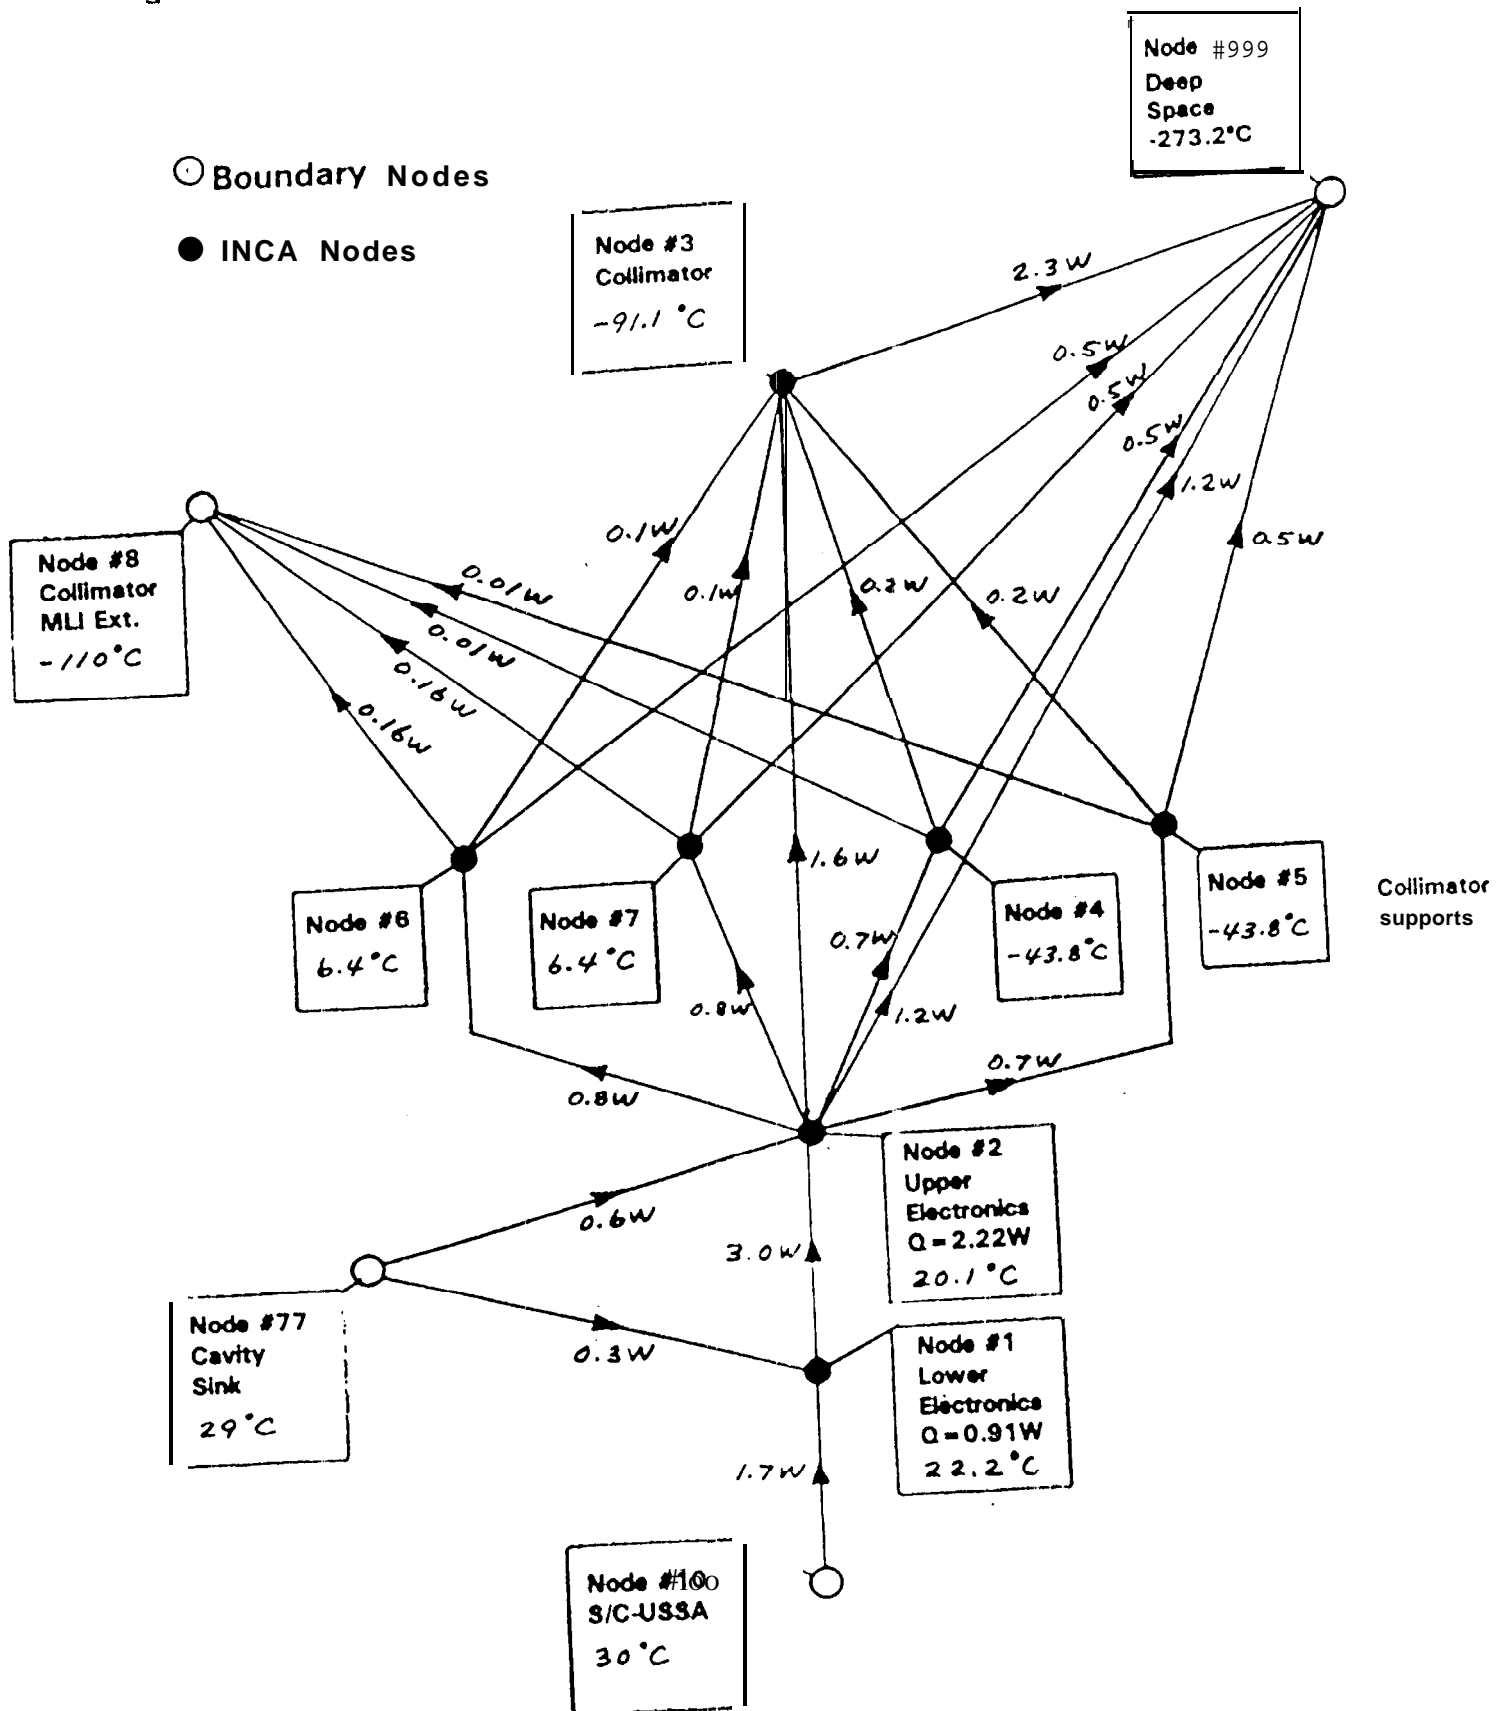 Node #999
Deep
Space
-273.2°C
Boundary Nodes
INCA Nodes
Node #3
Collimator
-91.1 °C
2.3W
0.5W
0.5W
0.5W
1.2W
0.5W
Node #8
Collimator
MLI Ext.
-110°C
0.1W
0.1W
0.2W
0.2W
0.01W
0.01W
0.16W
0.16W
1.6W
Node #6
6.4°C
Node #7
6.4°C
Node #4
-43.8°C
Node #5
-43.8°C
Collimator
supports
0.7W
0.8W
1.2W
0.7W
0.8W
Node #2
Upper
Electronics
Q=2.22W
20.1°C
0.6W
3.0W
Node #77
Cavity
Sink
29°C
0.3W
Node #1
Lower
Electronics
Q=0.91W
22.2°C
1.7W
Node
S/C-USSA
30°C